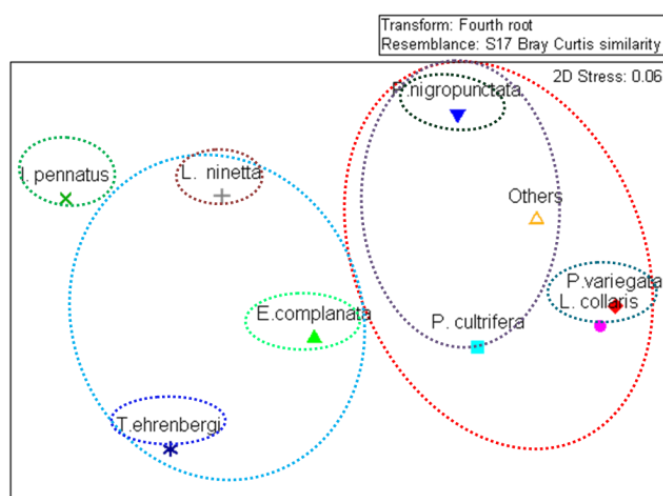 Transform: Fourth root
Resemblance: S17 Bray Curtis similarity
2D Stress: 0.06
P.nigropunctata
I. pennatus
L. ninetta
Others
P.variegata
L. collaris
E.complanata
P. cultrifera
T.ehrenbergi